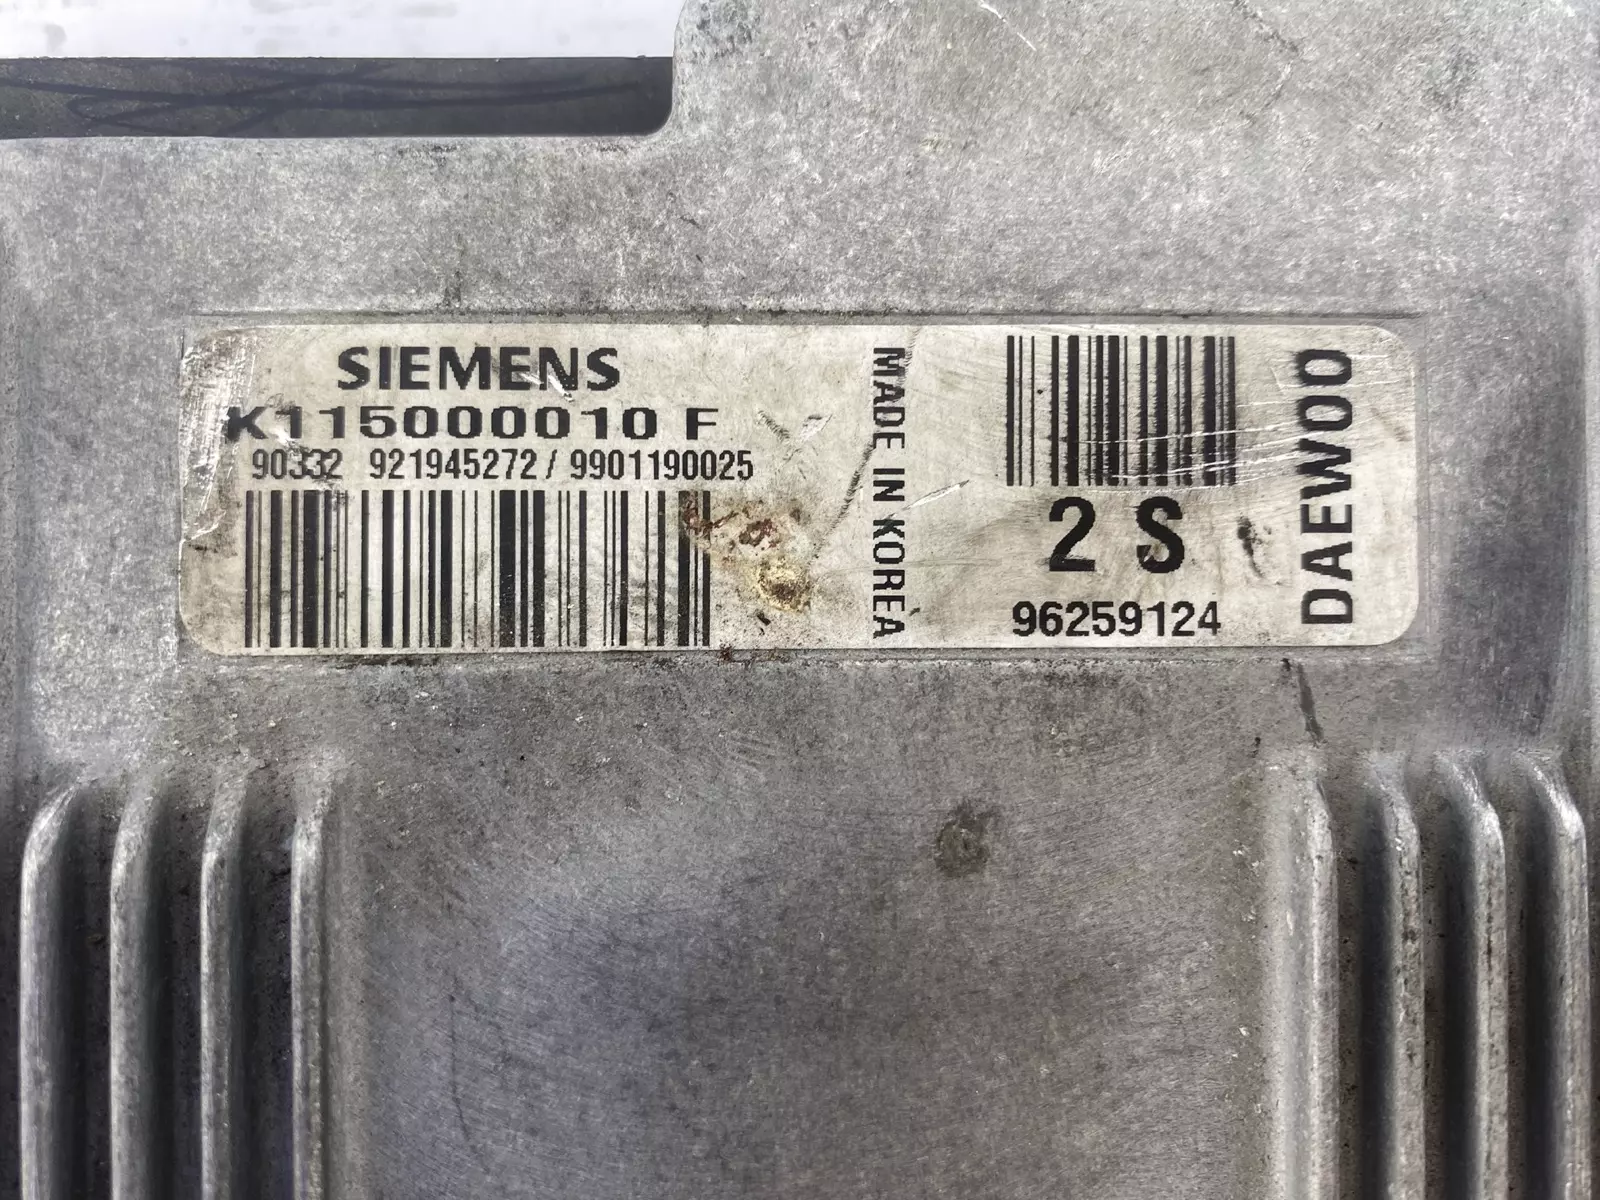 SIEMENS
K115000010 F
90332 921945272 / 9901190025
MADE IN KOREA
2 S
96259124
DAEWOO